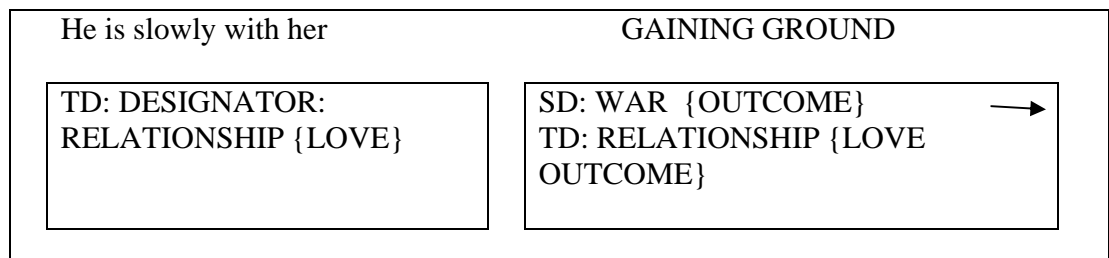 He is slowly with her GAINING GROUND
TD: DESIGNATOR:
RELATIONSHIP {LOVE}
SD: WAR {OUTCOME}
TD: RELATIONSHIP {LOVE
OUTCOME}